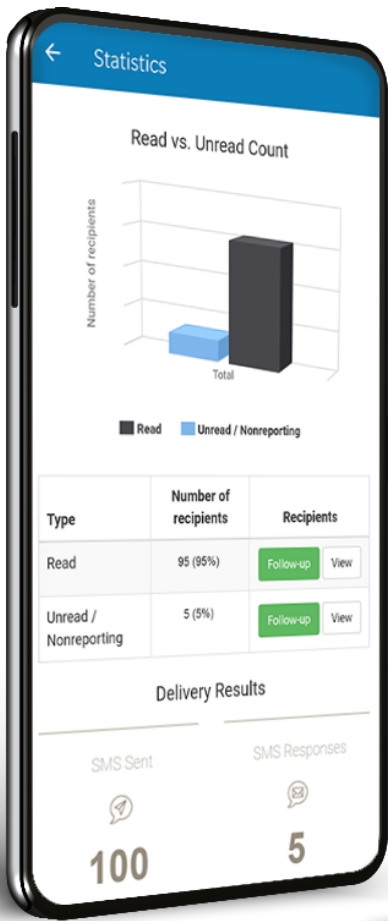 Statistics
Read vs. Unread Count
Number of recipients
Total
Read Unread / Nonreporting
Type Number of recipients Recipients
Read 95 (95%) Follow-up View
Unread / Nonreporting 5 (5%) Follow-up View
Delivery Results
SMS Sent SMS Responses
100 5